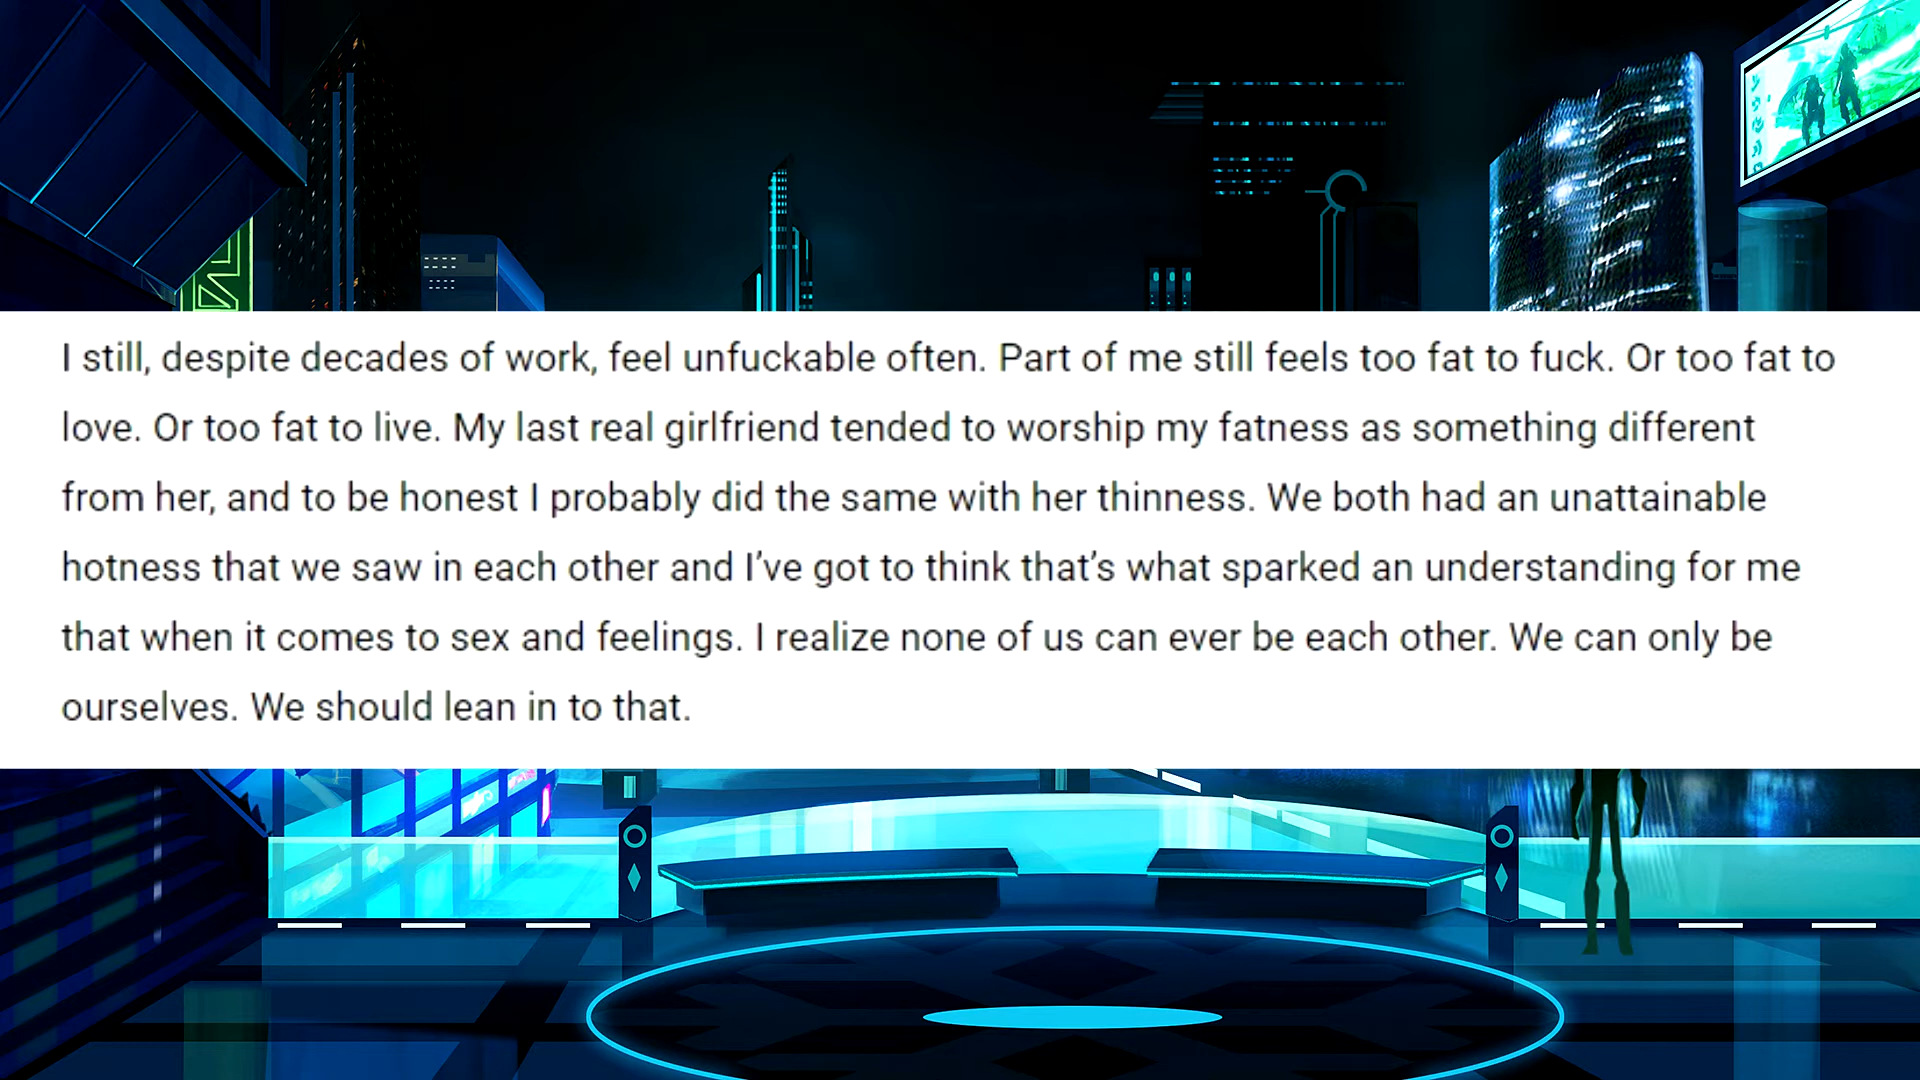 I still, despite decades of work, feel unfuckable often. Part of me still feels too fat to fuck. Or too fat to
love. Or too fat to live. My last real girlfriend tended to worship my fatness as something different
from her, and to be honest I probably did the same with her thinness. We both had an unattainable
hotness that we saw in each other and I’ve got to think that’s what sparked an understanding for me
that when it comes to sex and feelings. I realize none of us can ever be each other. We can only be
ourselves. We should lean in to that.